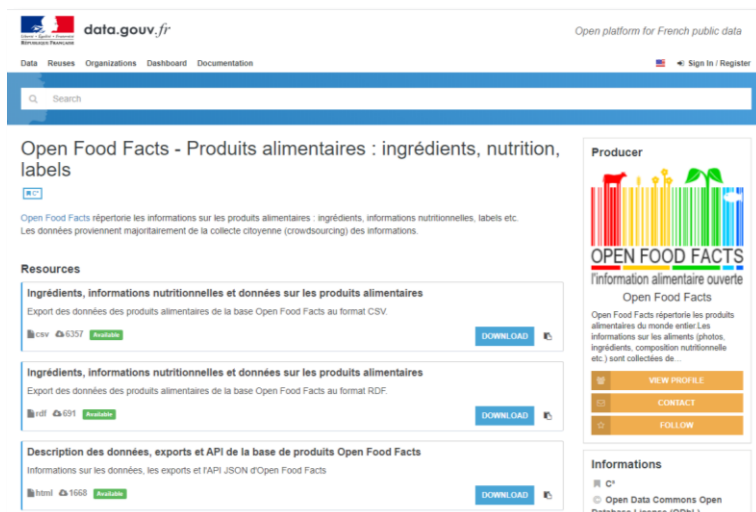 data.gouv.fr
Open platform for French public data
RÉPUBLIQUE FRANÇAISE
Data Reuses Organizations Dashboard Documentation
Sign In / Register
Search
Open Food Facts - Produits alimentaires : ingrédients, nutrition,
labels
C°
Open Food Facts répertorie les informations sur les produits alimentaires : ingrédients, informations nutritionnelles, labels etc.
Les données proviennent majoritairement de la collecte citoyenne (crowdsourcing) des informations.
Resources
Ingrédients, informations nutritionnelles et données sur les produits alimentaires
Export des données des produits alimentaires de la base Open Food Facts au format CSV.
csv 6357 Available
DOWNLOAD
Ingrédients, informations nutritionnelles et données sur les produits alimentaires
Export des données des produits alimentaires de la base Open Food Facts au format RDF.
rdf 691 Available
DOWNLOAD
Description des données, exports et API de la base de produits Open Food Facts
Informations sur les données, les exports et l'API JSON d'Open Food Facts
html 1668 Available
DOWNLOAD
Producer
OPEN FOOD FACTS
l'information alimentaire ouverte
Open Food Facts
Open Food Facts répertorie les produits
alimentaires du monde entier.Les
informations sur les aliments (photos,
ingrédients, composition nutritionnelle
etc.) sont collectées de…
VIEW PROFILE
CONTACT
FOLLOW
Informations
C°
Open Data Commons Open
Database License (ODbL)